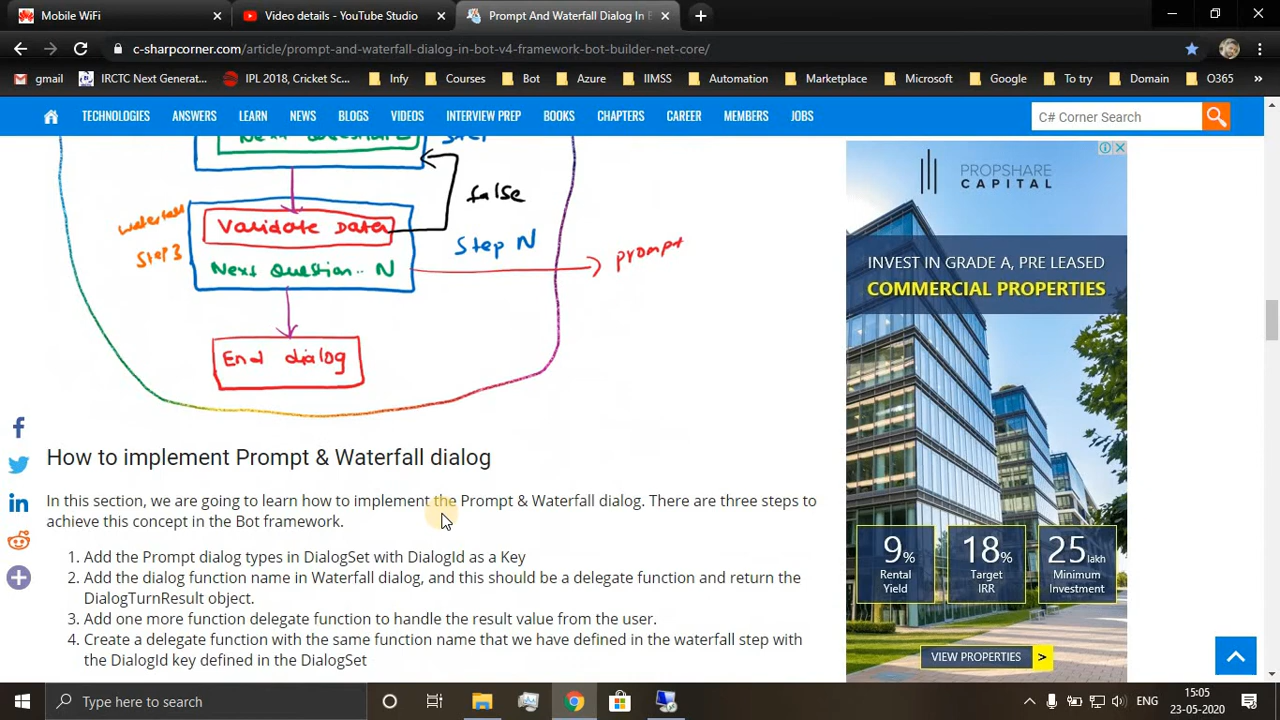 Mobile WiFi
Video details - YouTube Studio
Prompt And Waterfall Dialog In B
c-sharpcorner.com/article/prompt-and-waterfall-dialog-in-bot-v4-framework-bot-builder-net-core/
gmail IRCTC Next Generat... IPL 2018, Cricket Sc... Infy Courses Bot Azure IIMSS Automation Marketplace Microsoft Google To try Domain O365 »
TECHNOLOGIES ANSWERS LEARN NEWS BLOGS VIDEOS INTERVIEW PREP BOOKS CHAPTERS CAREER MEMBERS JOBS
C# Corner Search
Step
false
waterfall
Step 3
Validate Data
Next Question.. N
Step N
prompt
End dialog
How to implement Prompt & Waterfall dialog
In this section, we are going to learn how to implement the Prompt & Waterfall dialog. There are three steps to
achieve this concept in the Bot framework.
1. Add the Prompt dialog types in DialogSet with DialogId as a Key
2. Add the dialog function name in Waterfall dialog, and this should be a delegate function and return the
DialogTurnResult object.
3. Add one more function delegate function to handle the result value from the user.
4. Create a delegate function with the same function name that we have defined in the waterfall step with
the DialogId key defined in the DialogSet
PROPSHARE
CAPITAL
INVEST IN GRADE A, PRE LEASED
COMMERCIAL PROPERTIES
9%
Rental
Yield
18%
Target
IRR
25 lakh
Minimum
Investment
VIEW PROPERTIES >
Type here to search
ENG
15:05
23-05-2020